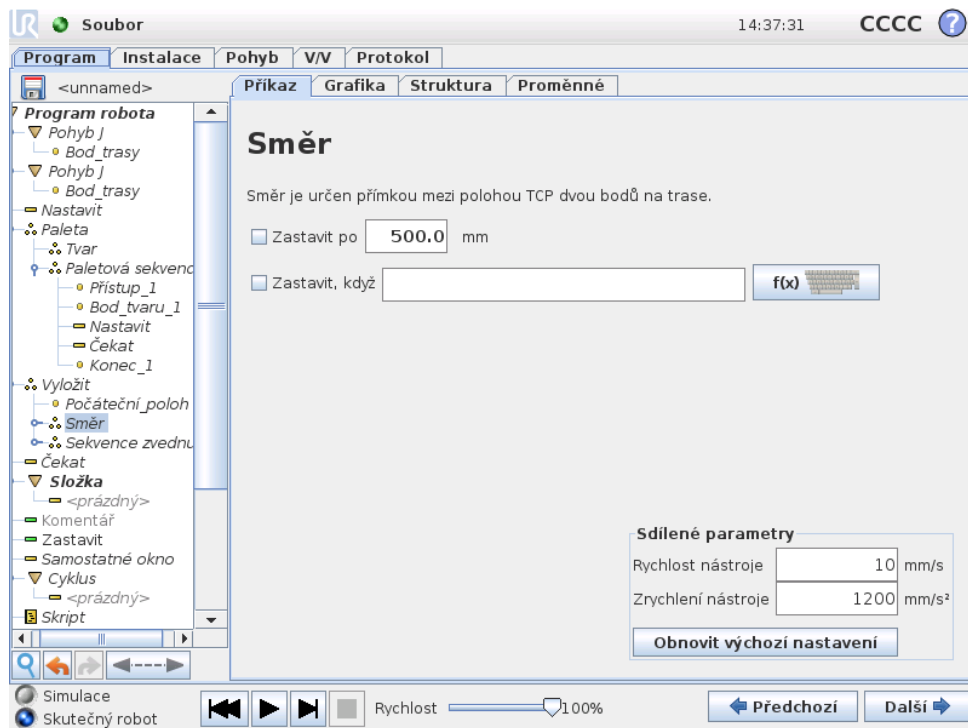 UR Soubor 14:37:31 CCCC ?
Program Instalace Pohyb V/V Protokol
<unnamed>
Příkaz Grafika Struktura Proměnné
Program robota
Pohyb J
Bod_trasy
Pohyb J
Bod_trasy
Nastavit
Paleta
Tvar
Paletová sekvenc
Přístup_1
Bod_tvaru_1
Nastavit
Čekat
Konec_1
Vyložit
Počáteční_poloh
Směr
Sekvence zvednu
Čekat
Složka
<prázdný>
Komentář
Zastavit
Samostatné okno
Cyklus
<prázdný>
Skript
Směr
Směr je určen přímkou mezi polohou TCP dvou bodů na trase.
Zastavit po 500.0 mm
Zastavit, když f(x)
Sdílené parametry
Rychlost nástroje 10 mm/s
Zrychlení nástroje 1200 mm/s²
Obnovit výchozí nastavení
Simulace
Skutečný robot
Rychlost 100%
Předchozí Další